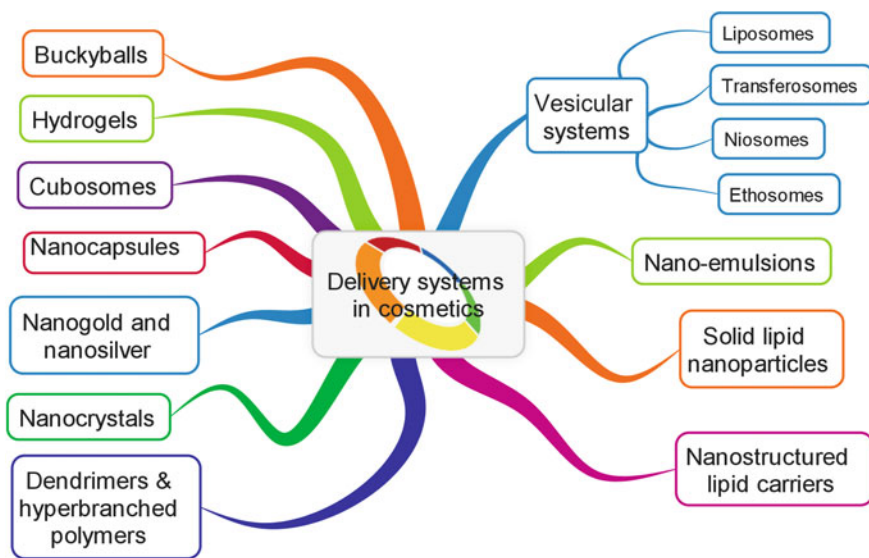 Buckyballs
Hydrogels
Cubosomes
Nanocapsules
Nanogold and
nanosilver
Nanocrystals
Dendrimers &
hyperbranched
polymers
Delivery systems
in cosmetics
Vesicular
systems
Liposomes
Transferosomes
Niosomes
Ethosomes
Nano-emulsions
Solid lipid
nanoparticles
Nanostructured
lipid carriers